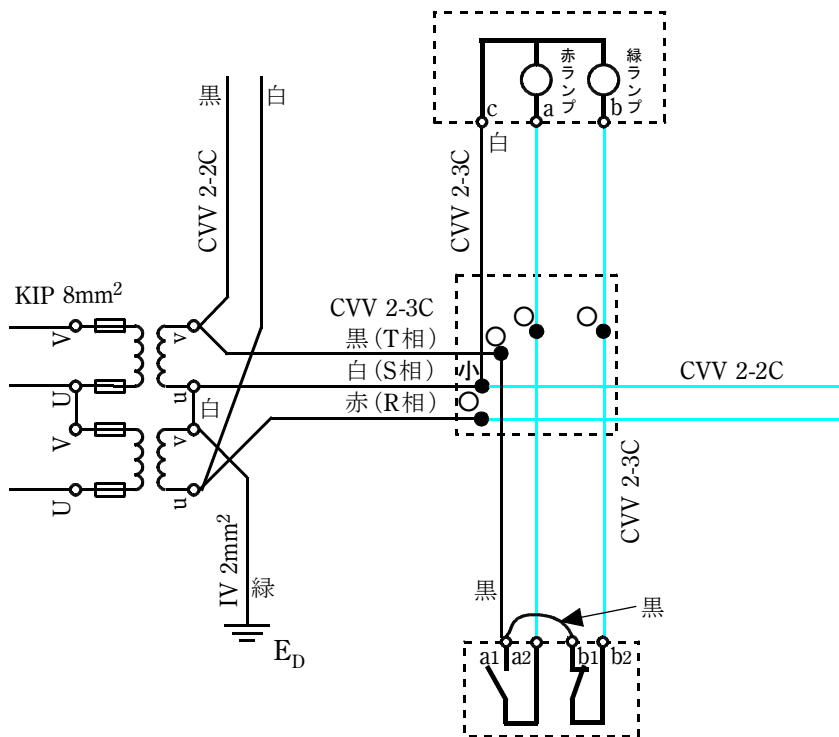 赤ランプ
緑ランプ
c
a
b
白
黒
白
CVV 2-2C
CVV 2-3C
KIP 8mm²
CVV 2-3C
V
v
黒(T相)
白(S相)
小
CVV 2-2C
U
u
白
赤(R相)
V
v
U
u
CVV 2-3C
IV 2mm²
緑
黒
黒
E_D
a1
a2
b1
b2